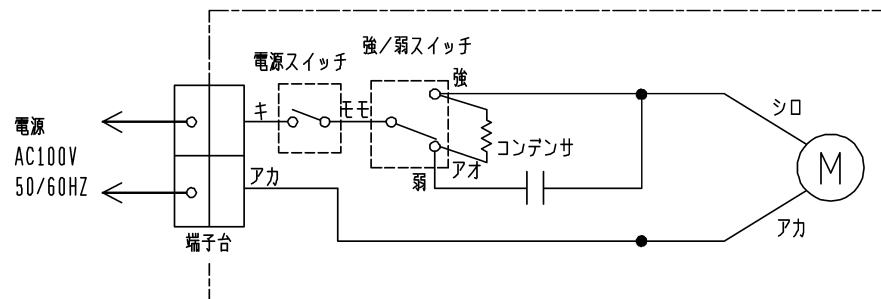 強/弱スイッチ
電源スイッチ
強
キ
モモ
シロ
電源
AC100V
50/60HZ
コンデンサ
アカ
アオ
弱
M
アカ
端子台